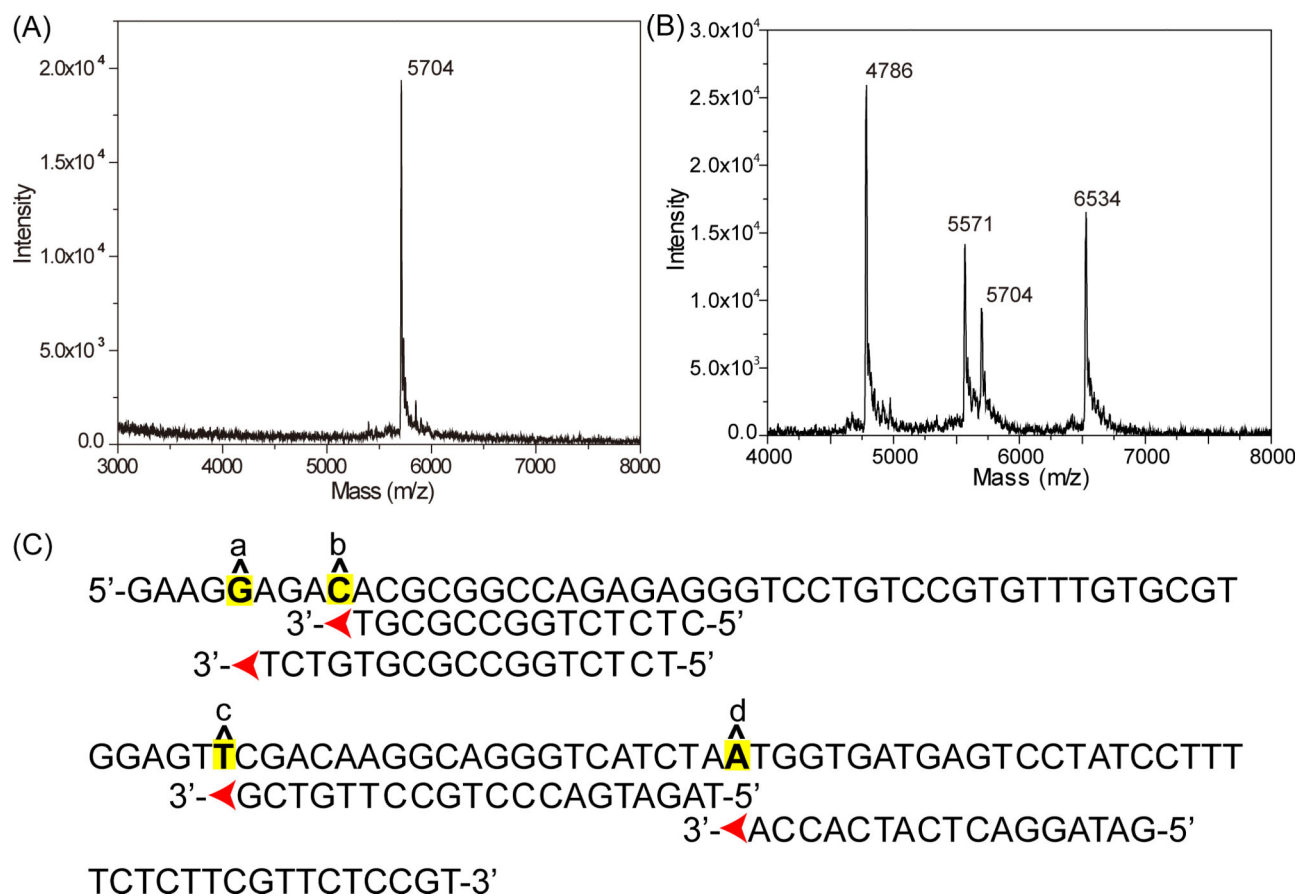 (A)
2.0x10⁴
1.5x10⁴
1.0x10⁴
5.0x10³
0.0
Intensity
5704
3000 4000 5000 6000 7000 8000
Mass (m/z)
(B)
3.0x10⁴
2.5x10⁴
2.0x10⁴
1.5x10⁴
1.0x10⁴
5.0x10³
0.0
Intensity
4786
5571
5704
6534
4000 5000 6000 7000 8000
Mass (m/z)
(C)
a b
5’-GAAGGAGACACGCGGCCAGAGAGGGTCCTGTCCGTGTTTGTGCGT
3’-TGCGCCGGTCTCTC-5’
3’-TCTGTGCGCCGGTCTCT-5’
c d
GGAGTTCGACAAGGCAGGGTCATCTAATGGTGATGAGTCCTATCCTTT
3’-GCTGTTCCGTCCCAGTAGAT-5’
3’-ACCACTACTCAGGATAG-5’
TCTCTTCGTTCTCCGT-3’